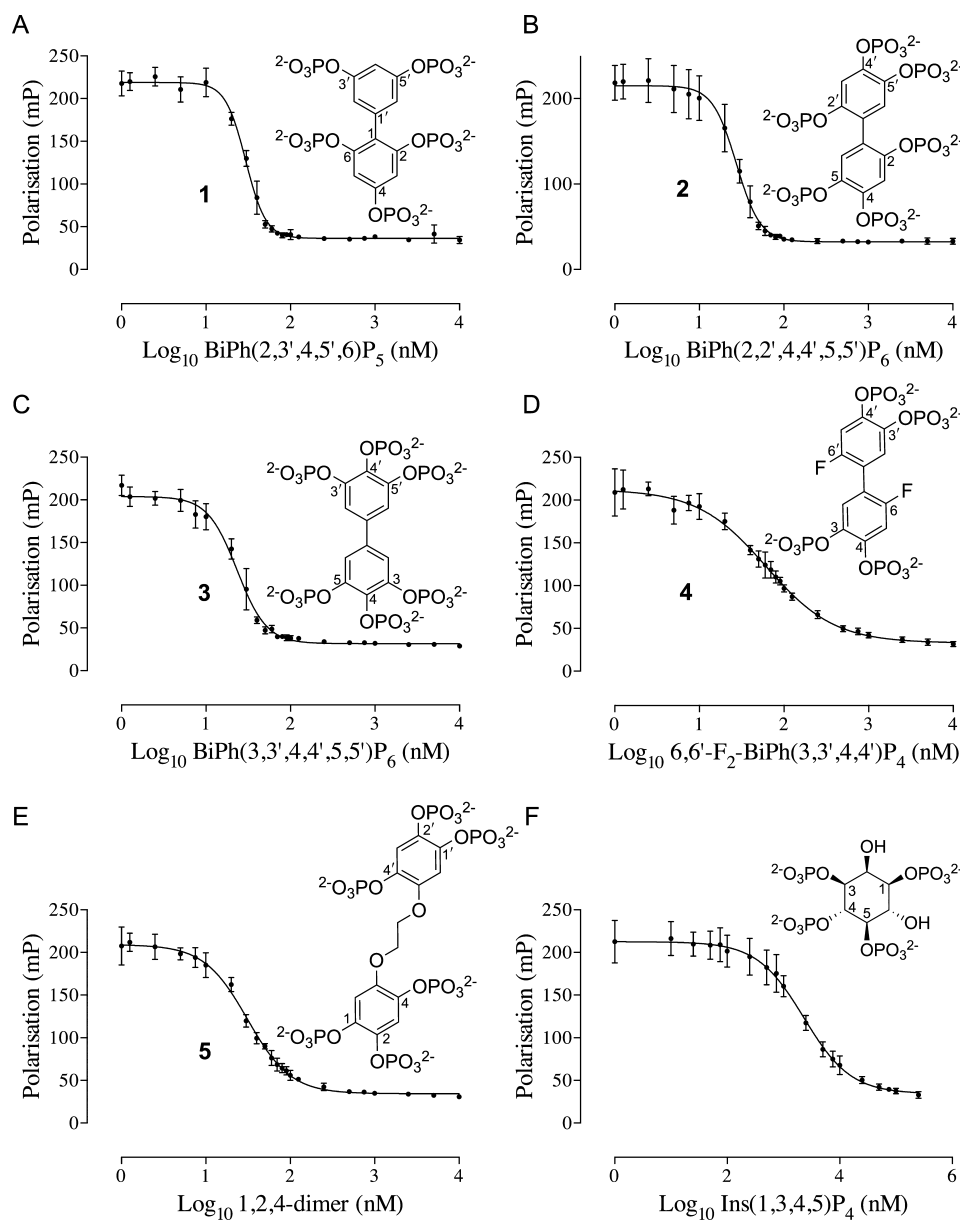 A
250
200
150
100
50
0
Polarisation (mP)
2-O₃PO
OPO₃2-
3'
5'
1'
2-O₃PO
OPO₃2-
1
6
2
4
OPO₃2-
1
0
1
2
3
4
Log₁₀ BiPh(2,3',4,5',6)P₅ (nM)
B
200
100
0
Polarisation (mP)
OPO₃2-
4'
OPO₃2-
5'
2'
2-O₃PO
OPO₃2-
2
5
4
2-O₃PO
OPO₃2-
2
0
1
2
3
4
Log₁₀ BiPh(2,2',4,4',5,5')P₆ (nM)
C
250
200
150
100
50
0
Polarisation (mP)
OPO₃2-
2-O₃PO
OPO₃2-
4'
3'
5'
2-O₃PO
OPO₃2-
5
3
4
OPO₃2-
3
0
1
2
3
4
Log₁₀ BiPh(3,3',4,4',5,5')P₆ (nM)
D
250
200
150
100
50
0
Polarisation (mP)
OPO₃2-
4'
OPO₃2-
3'
6'
F
F
6
3
4
2-O₃PO
OPO₃2-
4
0
1
2
3
4
Log₁₀ 6,6'-F₂-BiPh(3,3',4,4')P₄ (nM)
E
250
200
150
100
50
0
Polarisation (mP)
OPO₃2-
2'
OPO₃2-
1'
4'
2-O₃PO
O
O
OPO₃2-
4
1
2
2-O₃PO
OPO₃2-
5
0
1
2
3
4
Log₁₀ 1,2,4-dimer (nM)
F
250
200
150
100
50
0
Polarisation (mP)
OH
2-O₃PO
OPO₃2-
3
1
4
5
2-O₃PO
OH
OPO₃2-
0
2
4
6
Log₁₀ Ins(1,3,4,5)P₄ (nM)